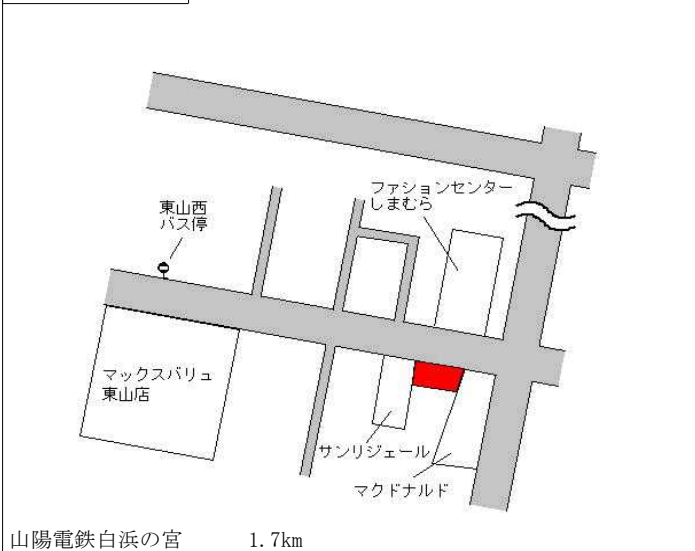 ファションセンター
しまむら
東山西
バス停
マックスバリュ
東山店
サンリジェール
マクドナルド
山陽電鉄白浜の宮 1.7km